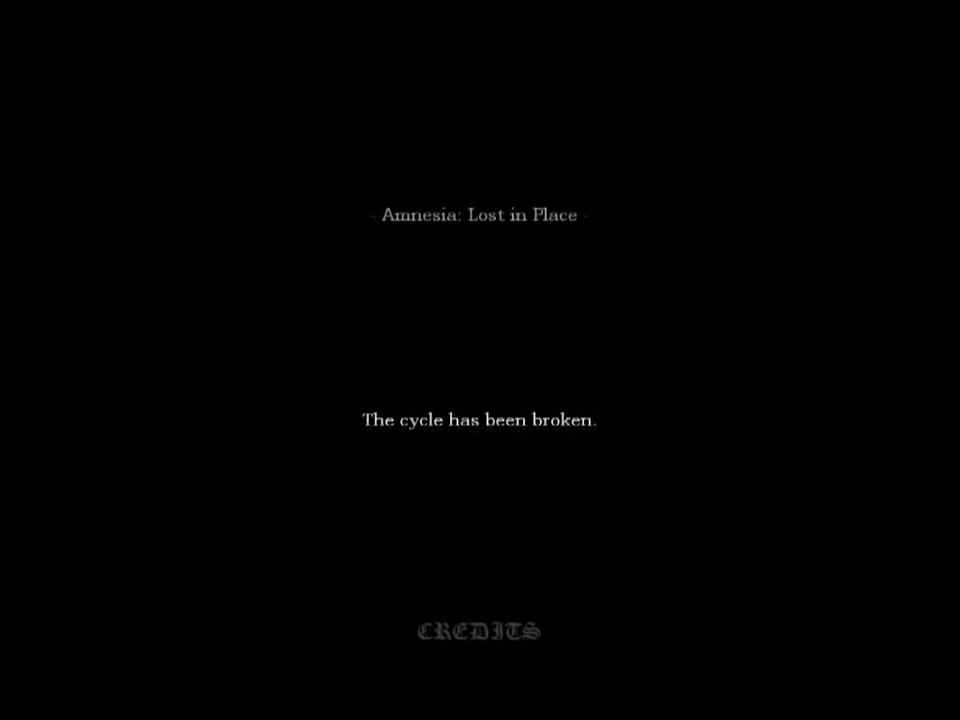 - Amnesia: Lost in Place -
The cycle has been broken.
CREDITS